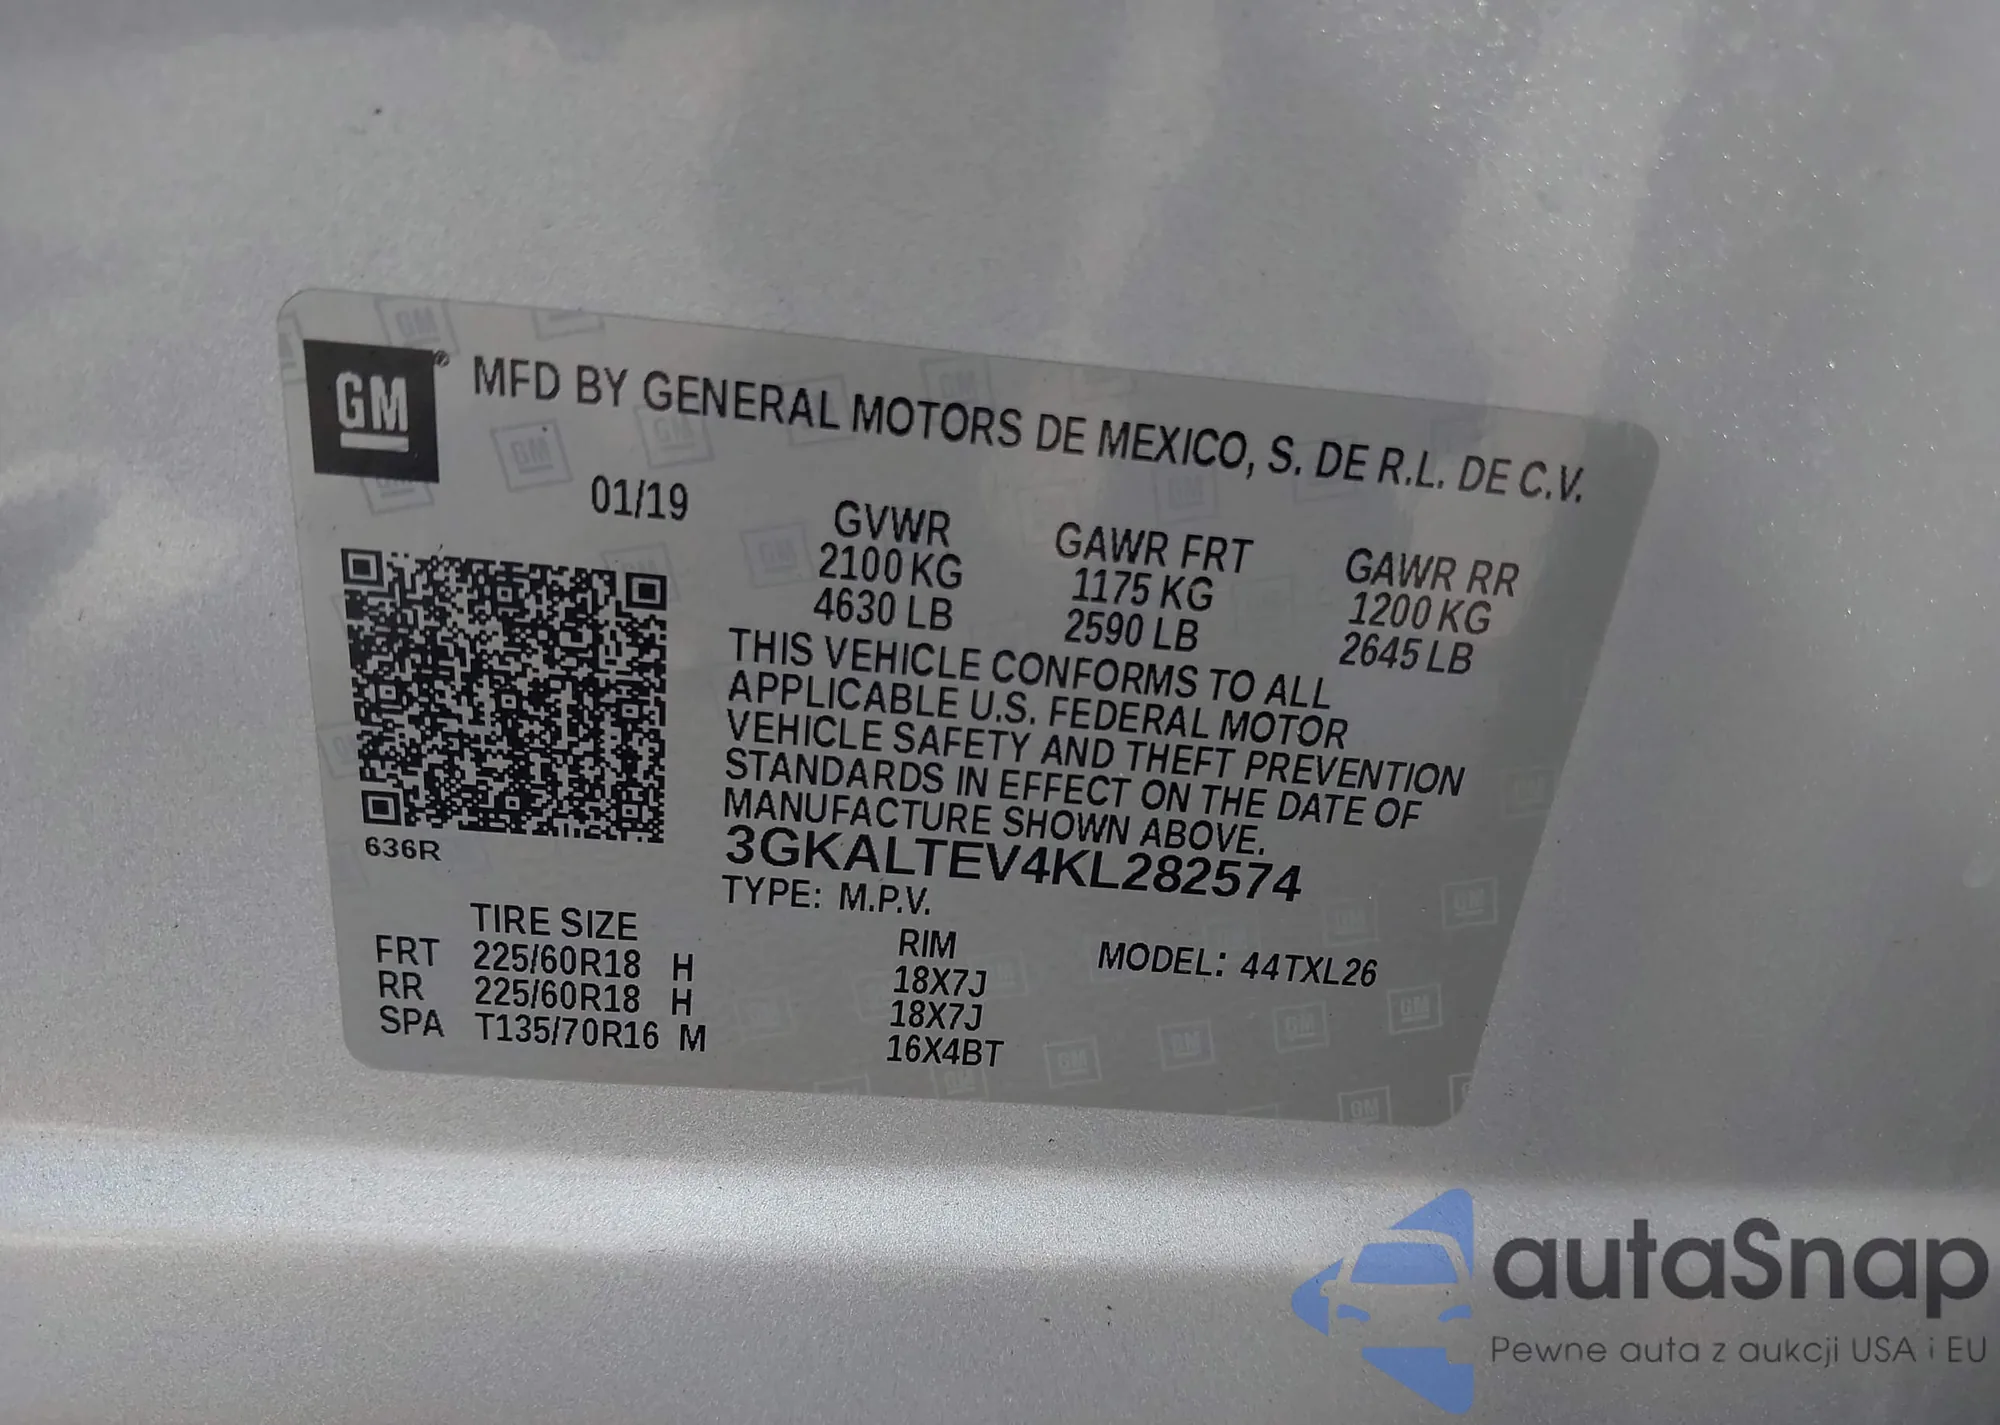 GM ® MFD BY GENERAL MOTORS DE MEXICO, S. DE R.L. DE C.V.
01/19
GVWR GAWR FRT GAWR RR
2100 KG 1175 KG 1200 KG
4630 LB 2590 LB 2645 LB
THIS VEHICLE CONFORMS TO ALL
APPLICABLE U.S. FEDERAL MOTOR
VEHICLE SAFETY AND THEFT PREVENTION
STANDARDS IN EFFECT ON THE DATE OF
MANUFACTURE SHOWN ABOVE.
636R
3GKALTEV4KL282574
TYPE: M.P.V.
TIRE SIZE RIM MODEL: 44TXL26
FRT 225/60R18 H 18X7J
RR 225/60R18 H 18X7J
SPA T135/70R16 M 16X4BT
autaSnap
Pewne auta z aukcji USA i EU